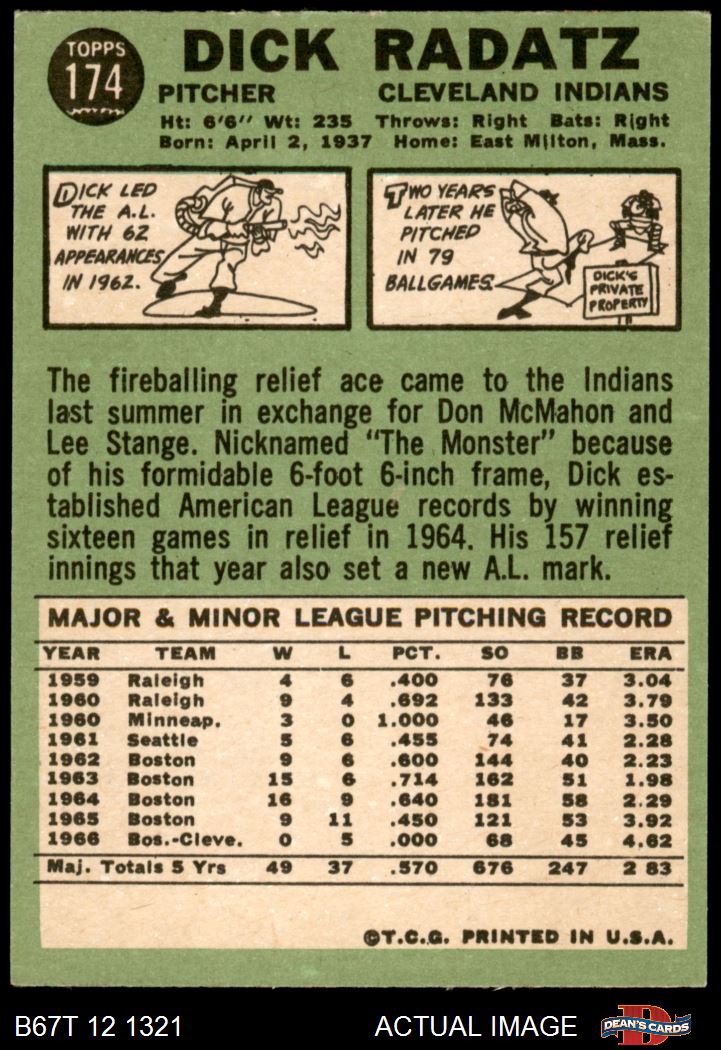 TOPPS
174
DICK RADATZ
PITCHER CLEVELAND INDIANS
Ht: 6'6" Wt: 235 Throws: Right Bats: Right
Born: April 2, 1937 Home: East Milton, Mass.
DICK LED
THE A.L.
WITH 62
APPEARANCES
IN 1962.
TWO YEARS
LATER HE
PITCHED
IN 79
BALLGAMES.
DICK'S
PRIVATE
PROPERTY
The fireballing relief ace came to the Indians
last summer in exchange for Don McMahon and
Lee Stange. Nicknamed "The Monster" because
of his formidable 6-foot 6-inch frame, Dick es-
tablished American League records by winning
sixteen games in relief in 1964. His 157 relief
innings that year also set a new A.L. mark.
MAJOR & MINOR LEAGUE PITCHING RECORD
YEAR TEAM W L PCT. SO BB ERA
1959 Raleigh 4 6 .400 76 37 3.04
1960 Raleigh 9 4 .692 133 42 3.79
1960 Minneap. 3 0 1.000 46 17 3.50
1961 Seattle 5 6 .455 74 41 2.28
1962 Boston 9 6 .600 144 40 2.23
1963 Boston 15 6 .714 162 51 1.98
1964 Boston 16 9 .640 181 58 2.29
1965 Boston 9 11 .450 121 53 3.92
1966 Bos.-Cleve. 0 5 .000 68 45 4.62
Maj. Totals 5 Yrs 49 37 .570 676 247 2 83
©T.C.G. PRINTED IN U.S.A.
B67T 12 1321 ACTUAL IMAGE
D
DEAN'S CARDS